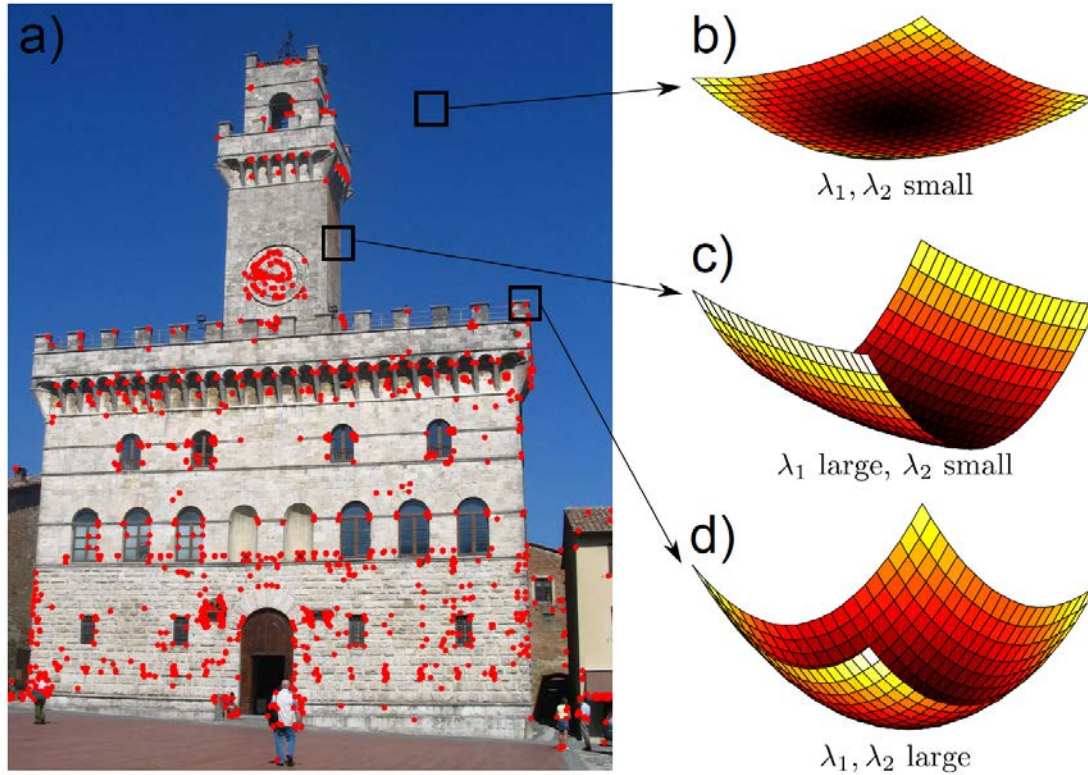 a)
b)
λ₁, λ₂ small
c)
λ₁ large, λ₂ small
d)
λ₁, λ₂ large